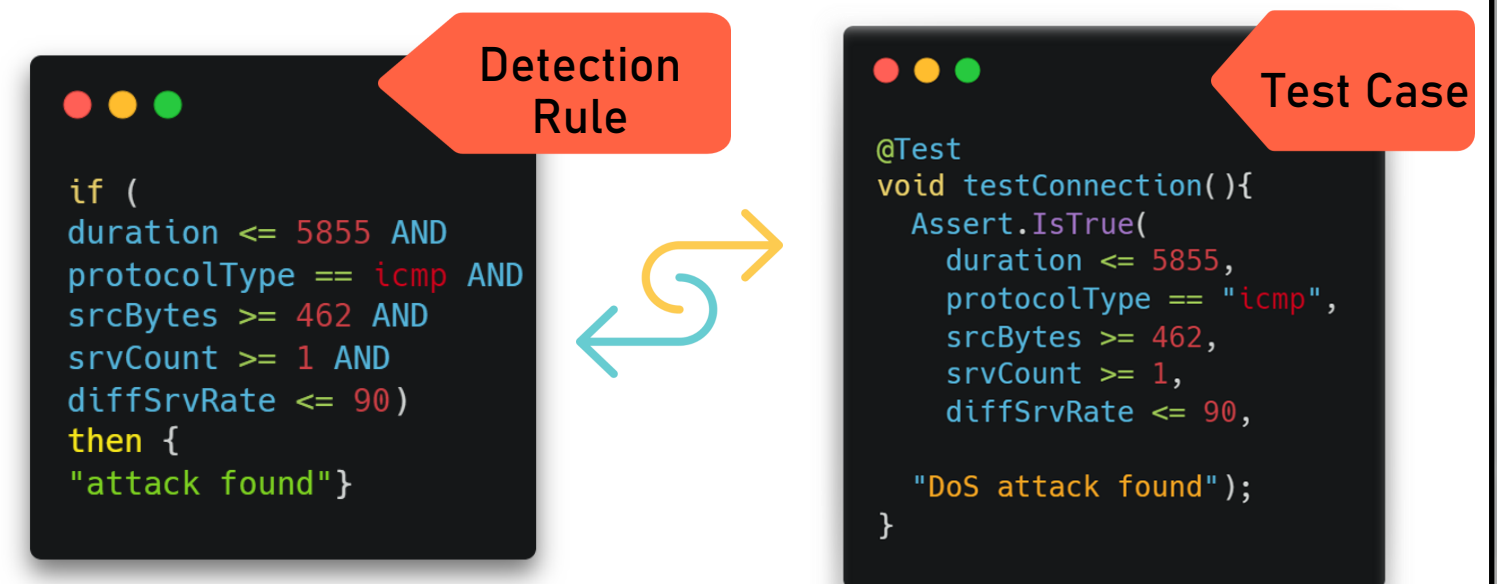 Detection
Rule
if (
duration <= 5855 AND
protocolType == icmp AND
srcBytes >= 462 AND
srvCount >= 1 AND
diffSrvRate <= 90)
then {
"attack found"}
Test Case
@Test
void testConnection(){
Assert.IsTrue(
duration <= 5855,
protocolType == "icmp",
srcBytes >= 462,
srvCount >= 1,
diffSrvRate <= 90,
"DoS attack found");
}